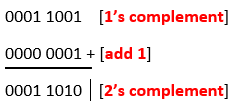 0001 1001 [1’s complement]
0000 0001 + [add 1]
0001 1010 [2’s complement]